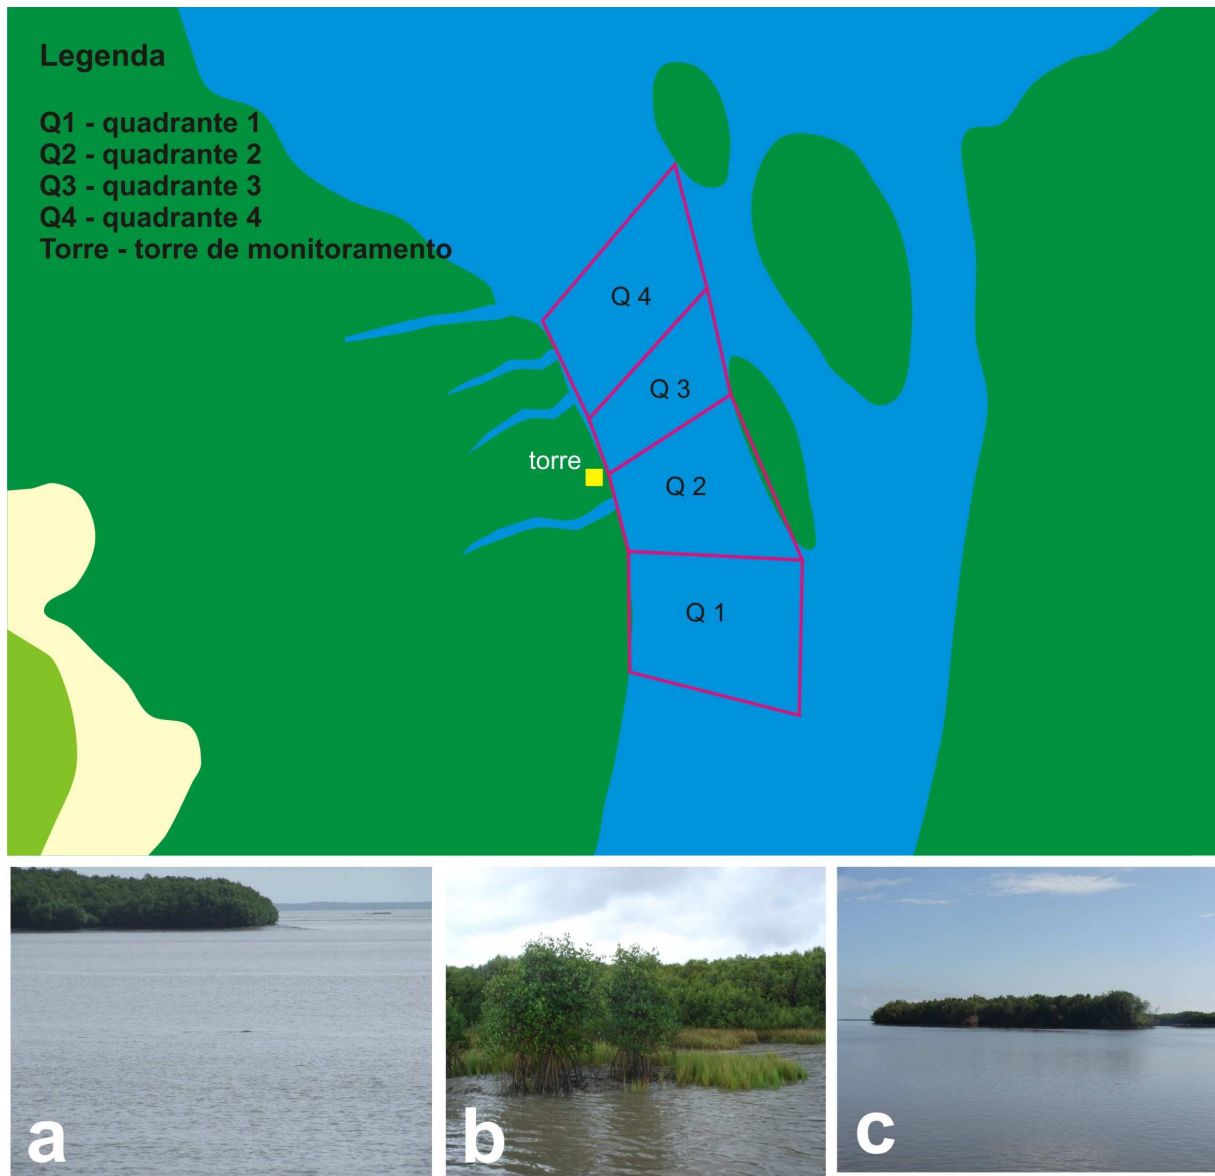 Legenda
Q1 - quadrante 1
Q2 - quadrante 2
Q3 - quadrante 3
Q4 - quadrante 4
Torre - torre de monitoramento
Q 4
Q 3
torre
Q 2
Q 1
a
b
c